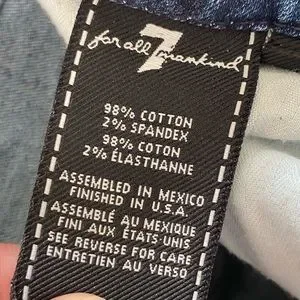 for all 7 mankind
98% COTTON
2% SPANDEX
98% COTON
2% ÉLASTHANNE
ASSEMBLED IN MEXICO
FINISHED IN U.S.A.
ASSEMBLÉ AU MEXIQUE
FINI AUX ÉTATS-UNIS
SEE REVERSE FOR CARE
ENTRETIEN AU VERSO